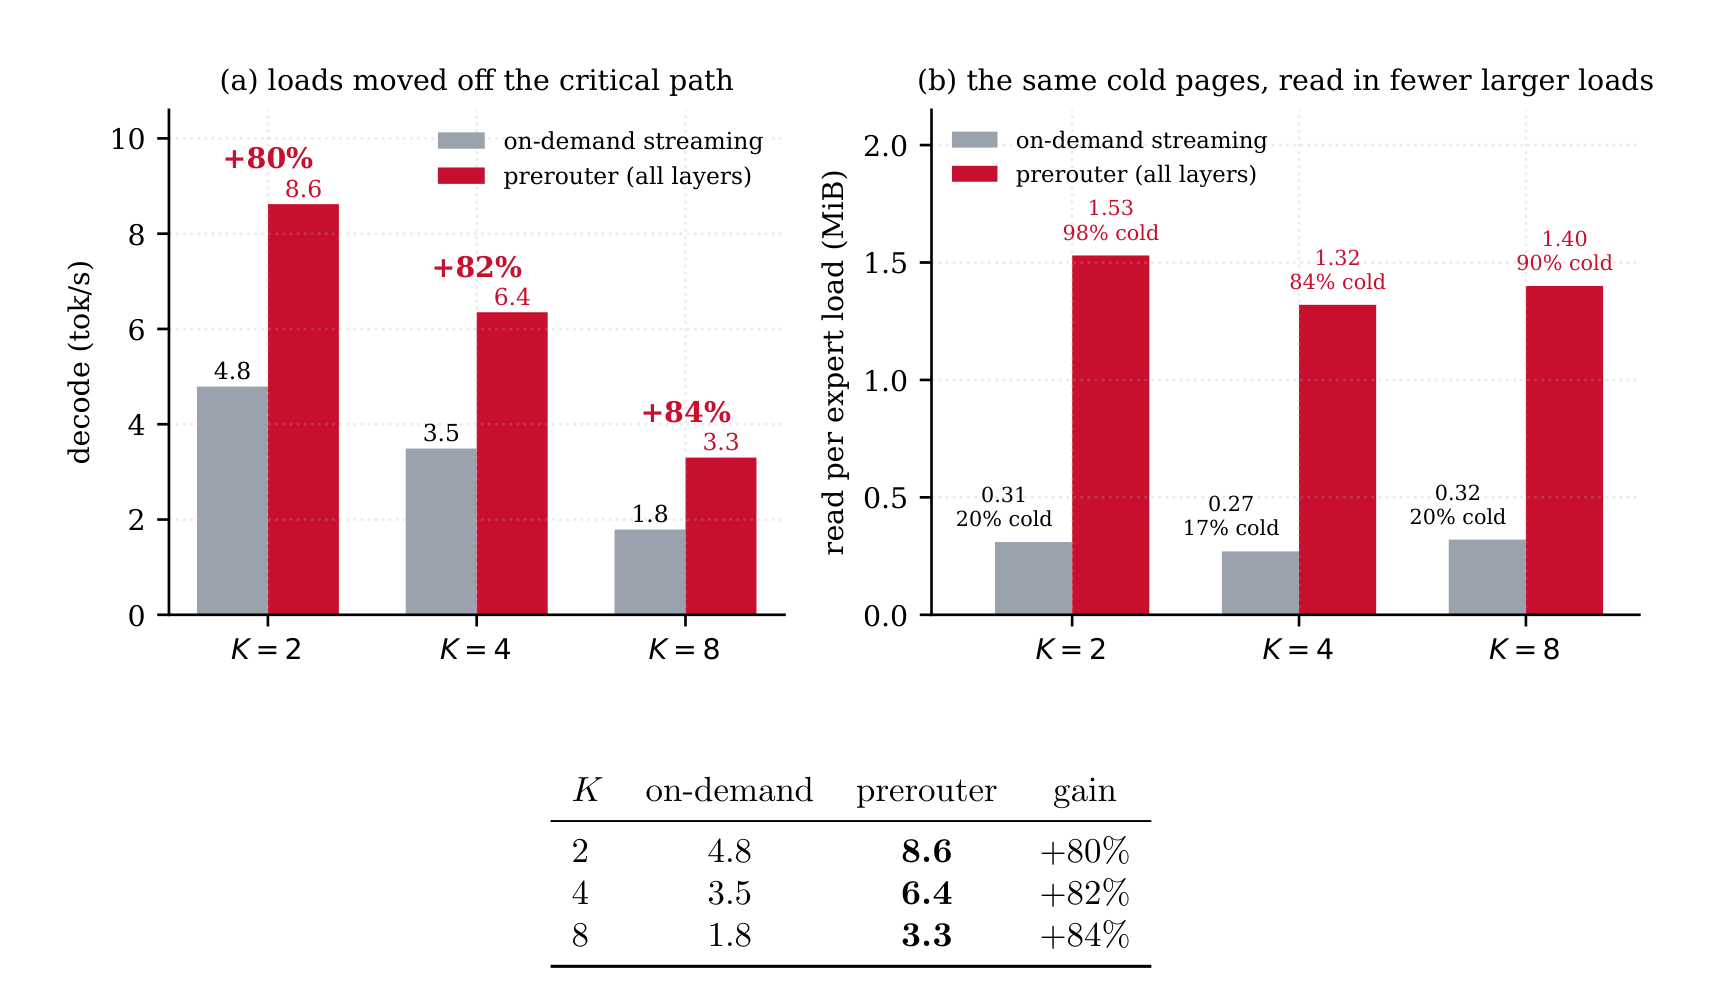 (a) loads moved off the critical path
on-demand streaming
prerouter (all layers)
decode (tok/s)
10
8
6
4
2
0
+80%
8.6
4.8
+82%
6.4
3.5
+84%
3.3
1.8
K = 2
K = 4
K = 8
(b) the same cold pages, read in fewer larger loads
on-demand streaming
prerouter (all layers)
read per expert load (MiB)
2.0
1.5
1.0
0.5
0.0
1.53
98% cold
0.31
20% cold
1.32
84% cold
0.27
17% cold
1.40
90% cold
0.32
20% cold
K = 2
K = 4
K = 8
K on-demand prerouter gain
2 4.8 8.6 +80%
4 3.5 6.4 +82%
8 1.8 3.3 +84%